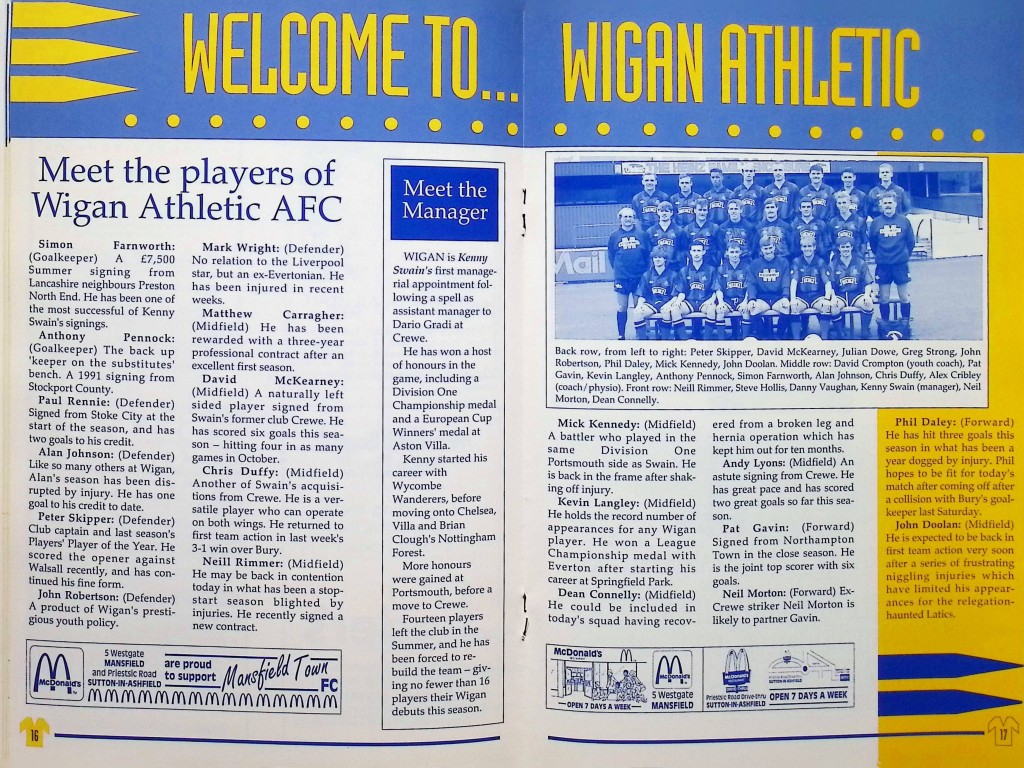 WELCOME TO... WIGAN ATHLETIC
Meet the players of
Wigan Athletic AFC
Simon Farnworth:
(Goalkeeper) A £7,500
Summer signing from
Lancashire neighbours Preston
North End. He has been one of
the most successful of Kenny
Swain's signings.
Anthony Pennock:
(Goalkeeper) The back up
'keeper on the substitutes'
bench. A 1991 signing from
Stockport County.
Paul Rennie: (Defender)
Signed from Stoke City at the
start of the season, and has
two goals to his credit.
Alan Johnson: (Defender)
Like so many others at Wigan,
Alan's season has been dis-
rupted by injury. He has one
goal to his credit to date.
Peter Skipper: (Defender)
Club captain and last season's
Players' Player of the Year. He
scored the opener against
Walsall recently, and has con-
tinued his fine form.
John Robertson: (Defender)
A product of Wigan's presti-
gious youth policy.
Mark Wright: (Defender)
No relation to the Liverpool
star, but an ex-Evertonian. He
has been injured in recent
weeks.
Matthew Carragher:
(Midfield) He has been
rewarded with a three-year
professional contract after an
excellent first season.
David McKearney:
(Midfield) A naturally left
sided player signed from
Swain's former club Crewe. He
has scored six goals this sea-
son – hitting four in as many
games in October.
Chris Duffy: (Midfield)
Another of Swain's acquisi-
tions from Crewe. He is a ver-
satile player who can operate
on both wings. He returned to
first team action in last week's
3-1 win over Bury.
Neill Rimmer: (Midfield)
He may be back in contention
today in what has been a stop-
start season blighted by
injuries. He recently signed a
new contract.
Meet the
Manager
WIGAN is Kenny
Swain's first manage-
rial appointment fol-
lowing a spell as
assistant manager to
Dario Gradi at
Crewe.
He has won a host
of honours in the
game, including a
Division One
Championship medal
and a European Cup
Winners' medal at
Aston Villa.
Kenny started his
career with
Wycombe
Wanderers, before
moving onto Chelsea,
Villa and Brian
Clough's Nottingham
Forest.
More honours
were gained at
Portsmouth, before a
move to Crewe.
Fourteen players
left the club in the
Summer, and he has
been forced to re-
build the team – giv-
ing no fewer than 16
players their Wigan
debuts this season.
McDonald's
5 Westgate
MANSFIELD
and Priestsic Road
SUTTON-IN-ASHFIELD
are proud
to support
Mansfield Town
FC
16
Mail
Back row, from left to right: Peter Skipper, David McKearney, Julian Dowe, Greg Strong, John
Robertson, Phil Daley, Mick Kennedy, John Doolan. Middle row: David Crompton (youth coach), Pat
Gavin, Kevin Langley, Anthony Pennock, Simon Farnworth, Alan Johnson, Chris Duffy, Alex Cribley
(coach/physio). Front row: Neill Rimmer, Steve Hollis, Danny Vaughan, Kenny Swain (manager), Neil
Morton, Dean Connelly.
Mick Kennedy: (Midfield)
A battler who played in the
same Division One
Portsmouth side as Swain. He
is back in the frame after shak-
ing off injury.
Kevin Langley: (Midfield)
He holds the record number of
appearances for any Wigan
player. He won a League
Championship medal with
Everton after starting his
career at Springfield Park.
Dean Connelly: (Midfield)
He could be included in
today's squad having recov-
ered from a broken leg and
hernia operation which has
kept him out for ten months.
Andy Lyons: (Midfield) An
astute signing from Crewe. He
has great pace and has scored
two great goals so far this sea-
son.
Pat Gavin: (Forward)
Signed from Northampton
Town in the close season. He
is the joint top scorer with six
goals.
Neil Morton: (Forward) Ex-
Crewe striker Neil Morton is
likely to partner Gavin.
Phil Daley: (Forward)
He has hit three goals this
season in what has been a
year dogged by injury. Phil
hopes to be fit for today's
match after coming off after
a collision with Bury's goal-
keeper last Saturday.
John Doolan: (Midfield)
He is expected to be back in
first team action very soon
after a series of frustrating
niggling injuries which
have limited his appear-
ances for the relegation-
haunted Latics.
McDonald's
OPEN 7 DAYS A WEEK
McDonald's
5 Westgate
MANSFIELD
Priestsic Road Drive-thru
SUTTON-IN-ASHFIELD
OPEN 7 DAYS A WEEK
17